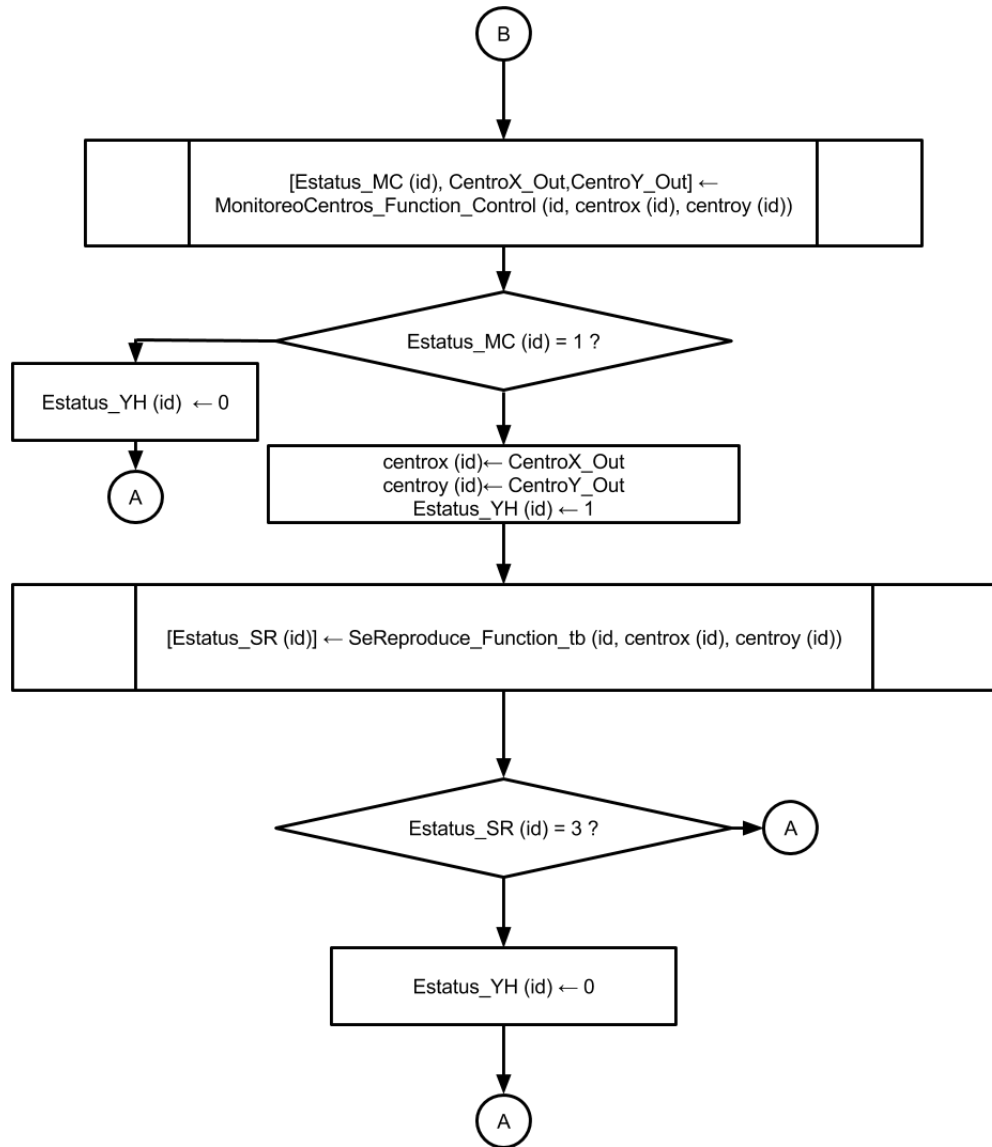 B
[Estatus_MC (id), CentroX_Out,CentroY_Out] ←
MonitoreoCentros_Function_Control (id, centrox (id), centroy (id))
Estatus_MC (id) = 1 ?
Estatus_YH (id) ← 0
A
centrox (id)← CentroX_Out
centroy (id)← CentroY_Out
Estatus_YH (id) ← 1
[Estatus_SR (id)] ← SeReproduce_Function_tb (id, centrox (id), centroy (id))
Estatus_SR (id) = 3 ?
A
Estatus_YH (id) ← 0
A